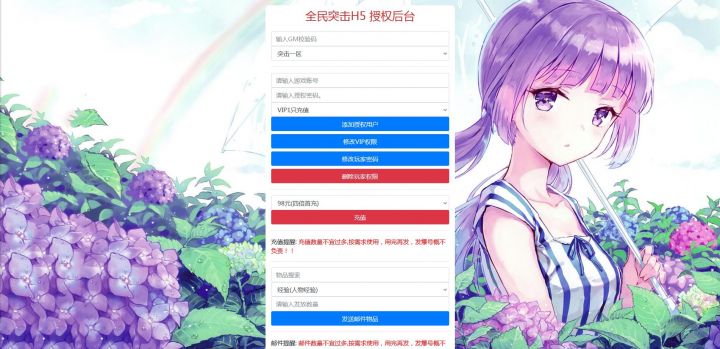 全民突击H5 授权后台
输入GM校验码
突击一区
请输入游戏账号
请输入授权密码。
VIP1只充值
添加授权用户
修改VIP权限
修改玩家密码
删除玩家权限
98元(四倍首充)
充值
充值提醒: 充值数量不宜过多,按需求使用，用完再发，发爆号概不
负责！！
物品搜索
经验(人物经验)
请输入发放数量
发送邮件物品
邮件提醒: 邮件数量不宜过多,按需求使用，用完再发，发爆号概不